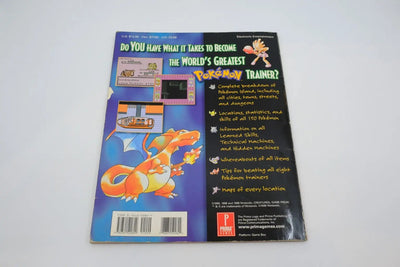 Electronic Entertainment
DO YOU HAVE WHAT IT TAKES TO BECOME
THE WORLD'S GREATEST
POKéMON TRAINER?
Complete breakdown of
Pokémon Island, including
all cities, towns, streets,
and dungeons
Locations, statistics, and
skills of all 150 Pokémon
Information on all
Learned Skills,
Technical Machines,
and Hidden Machines
Whereabouts of all items
Tips for beating all eight
Pokémon trainers
Maps of every location
PRIMA
www.primagames.com
Platform: Game Boy